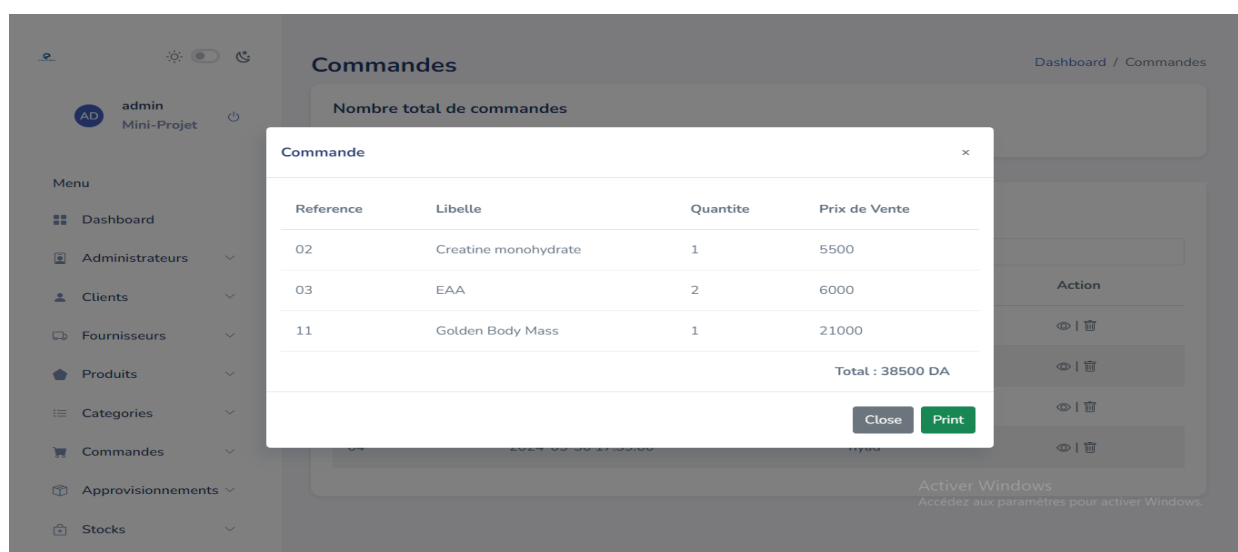 Commandes
Dashboard / Commandes
admin
AD
Mini-Projet
Nombre total de commandes
Commande
×
Menu
Dashboard
Administrateurs
Clients
Fournisseurs
Produits
Categories
Commandes
Approvisionnements
Stocks
Reference Libelle Quantite Prix de Vente
02 Creatine monohydrate 1 5500
03 EAA 2 6000
11 Golden Body Mass 1 21000
Total : 38500 DA
Close Print
Action
|
|
|
|
Activer Windows
Accédez aux paramètres pour activer Windows.